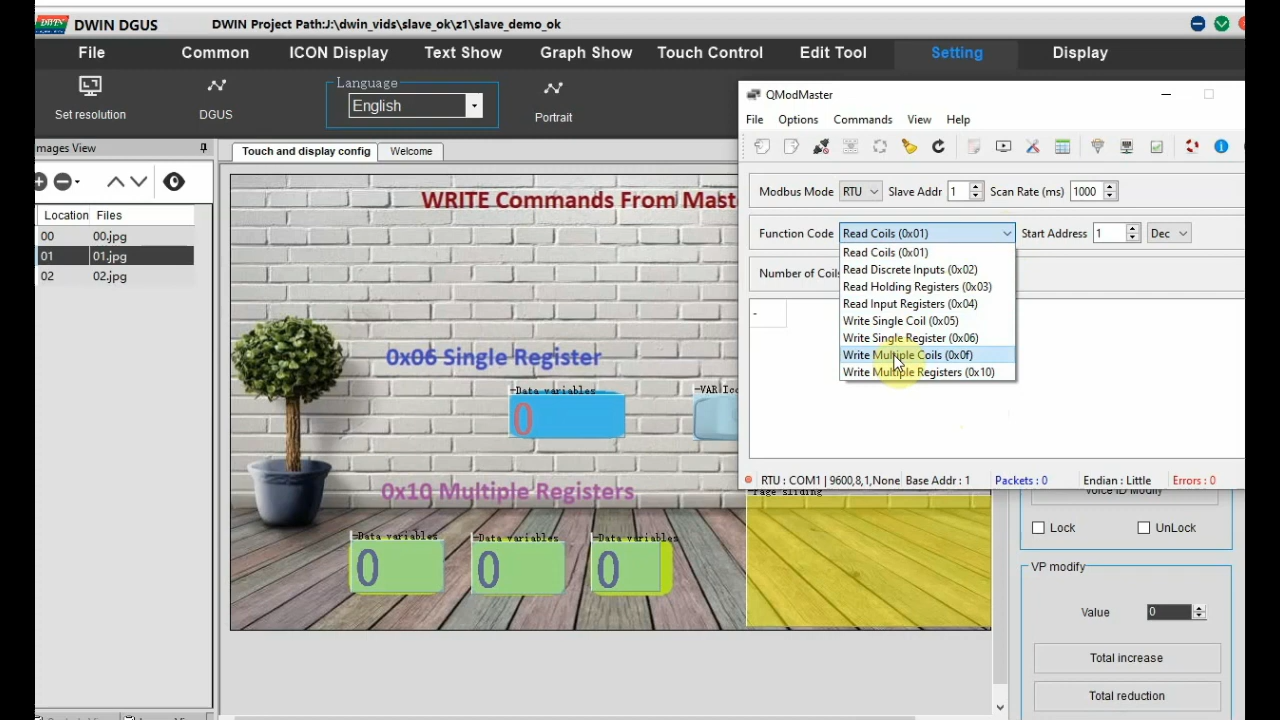 DWIN DGUS
DWIN Project Path:J:\dwin_vids\slave_ok\z1\slave_demo_ok
File Common ICON Display Text Show Graph Show Touch Control Edit Tool Setting Display
Set resolution
DGUS
Language
English
Portrait
mages View
Location Files
00 00.jpg
01 01.jpg
02 02.jpg
Touch and display config Welcome
WRITE Commands From Mast
0x06 Single Register
Data variables
0
VAR Ico
0x10 Multiple Registers
Data variables Data variables Data variables
0 0 0
Page sliding
QModMaster
File Options Commands View Help
Modbus Mode RTU Slave Addr 1 Scan Rate (ms) 1000
Function Code Read Coils (0x01) Start Address 1 Dec
Number of Coils
Read Coils (0x01)
Read Discrete Inputs (0x02)
Read Holding Registers (0x03)
Read Input Registers (0x04)
Write Single Coil (0x05)
Write Single Register (0x06)
Write Multiple Coils (0x0f)
Write Multiple Registers (0x10)
-
RTU : COM1 | 9600,8,1,None Base Addr : 1 Packets : 0 Endian : Little Errors : 0
Voice ID Modify
Lock UnLock
VP modify
Value 0
Total increase
Total reduction